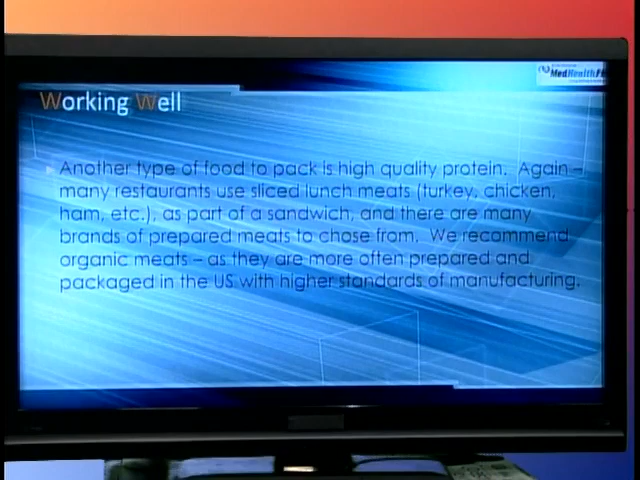 MedHealthFit
Working Well
Another type of food to pack is high quality protein. Again –
many restaurants use sliced lunch meats (turkey, chicken,
ham, etc.), as part of a sandwich, and there are many
brands of prepared meats to chose from. We recommend
organic meats – as they are more often prepared and
packaged in the US with higher standards of manufacturing.